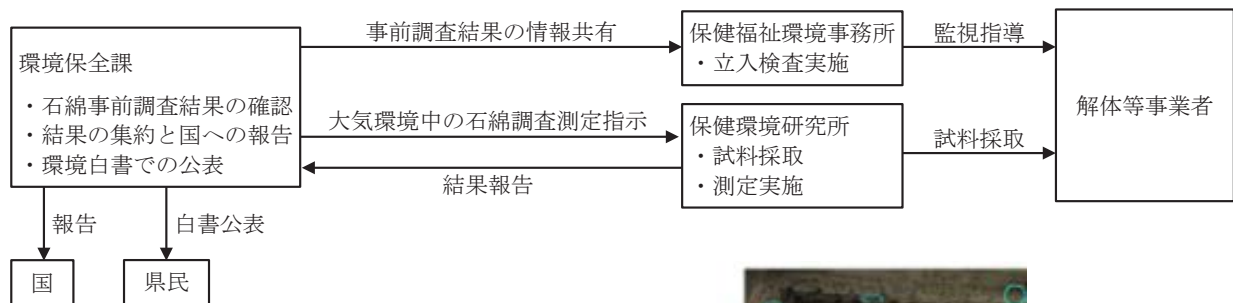 環境保全課
・石綿事前調査結果の確認
・結果の集約と国への報告
・環境白書での公表
事前調査結果の情報共有
大気環境中の石綿調査測定指示
結果報告
保健福祉環境事務所
・立入検査実施
保健環境研究所
・試料採取
・測定実施
監視指導
試料採取
解体等事業者
報告
白書公表
国
県民